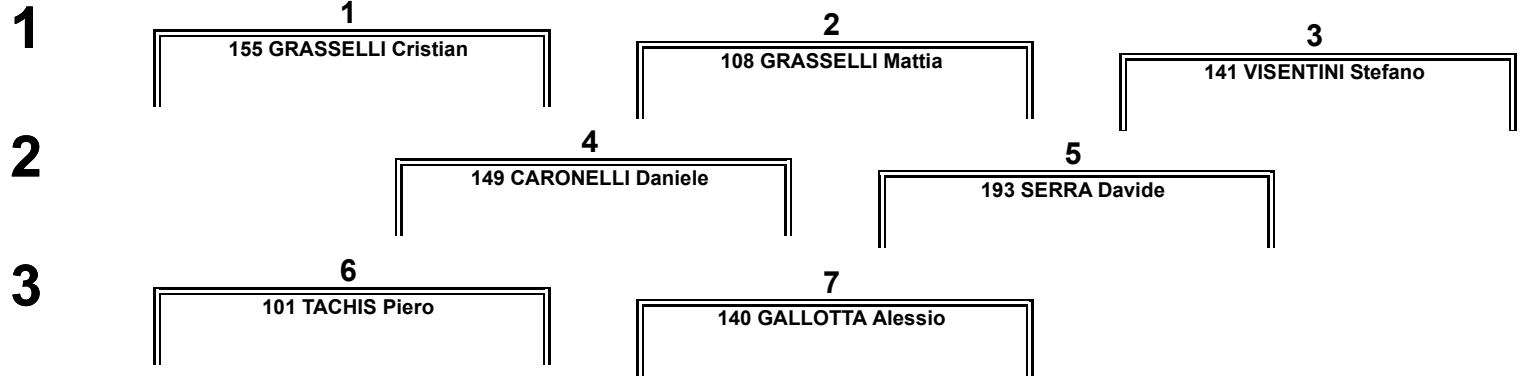 1
1
155 GRASSELLI Cristian
2
108 GRASSELLI Mattia
3
141 VISENTINI Stefano
2
4
149 CARONELLI Daniele
5
193 SERRA Davide
3
6
101 TACHIS Piero
7
140 GALLOTTA Alessio